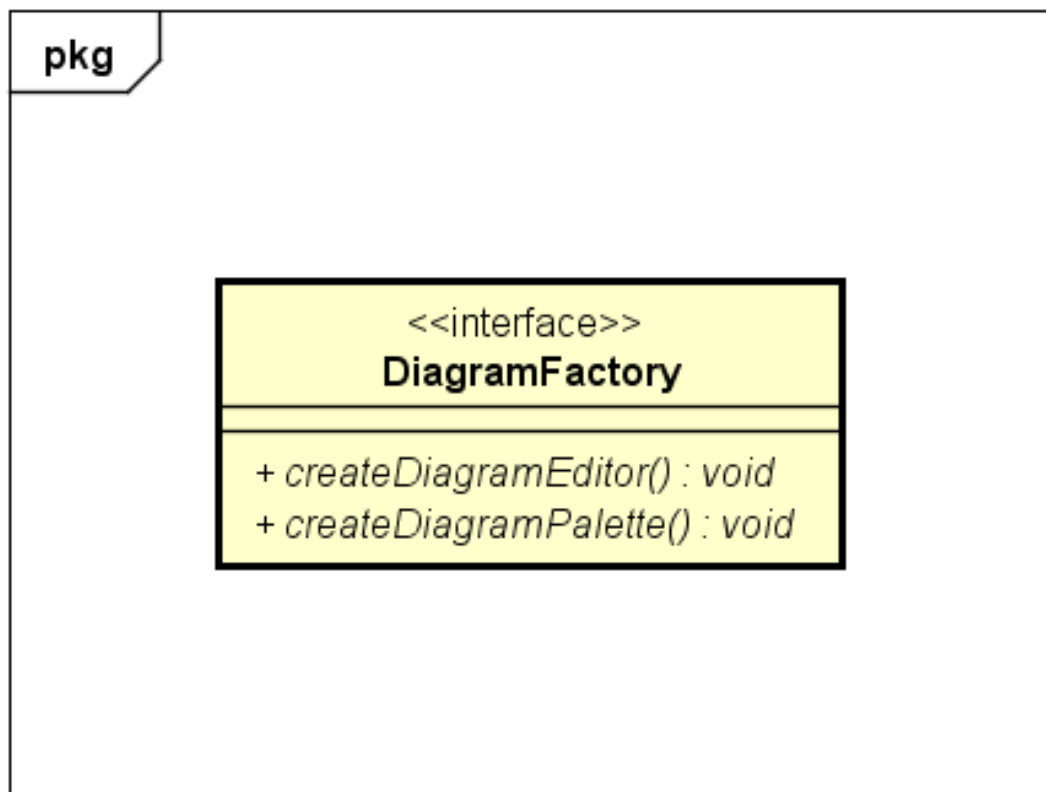 pkg
<<interface>>
DiagramFactory
+ createDiagramEditor() : void
+ createDiagramPalette() : void